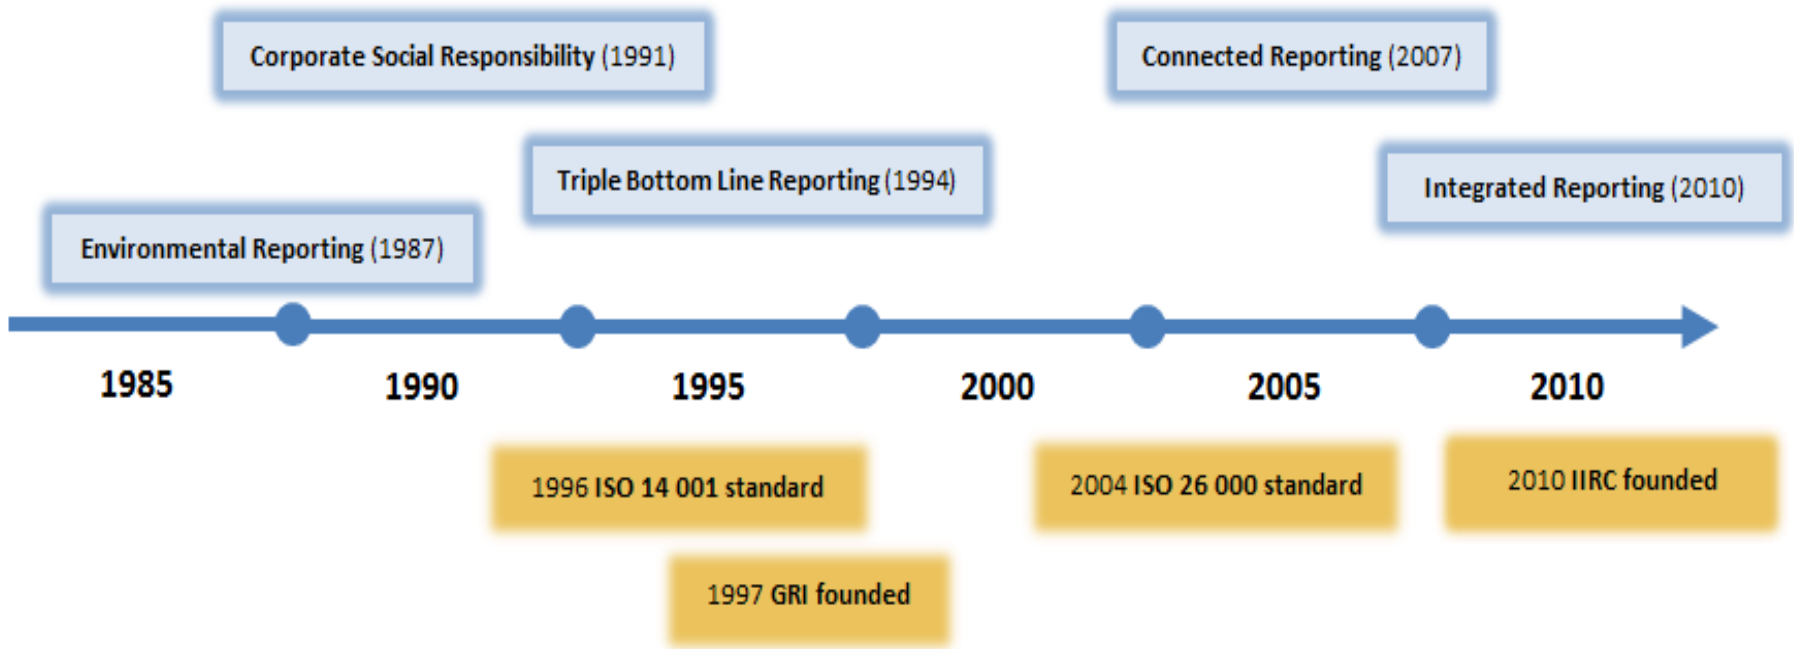 Corporate Social Responsibility (1991)
Connected Reporting (2007)
Triple Bottom Line Reporting (1994)
Integrated Reporting (2010)
Environmental Reporting (1987)
1985
1990
1995
2000
2005
2010
1996 ISO 14 001 standard
2004 ISO 26 000 standard
2010 IIRC founded
1997 GRI founded